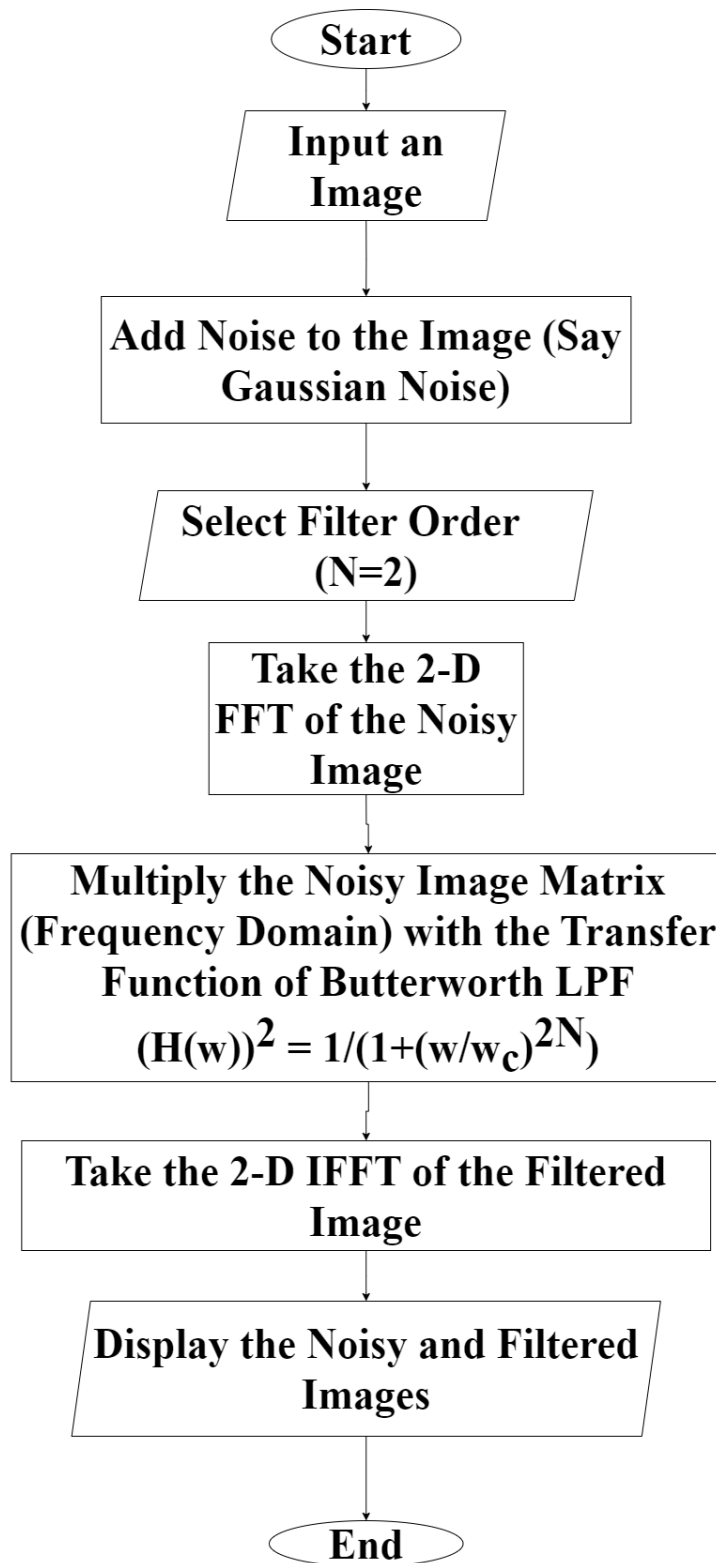 Start
Input an
Image
Add Noise to the Image (Say
Gaussian Noise)
Select Filter Order
(N=2)
Take the 2-D
FFT of the Noisy
Image
Multiply the Noisy Image Matrix
(Frequency Domain) with the Transfer
Function of Butterworth LPF
(H(w))² = 1/(1+(w/w_c)^2N)
Take the 2-D IFFT of the Filtered
Image
Display the Noisy and Filtered
Images
End